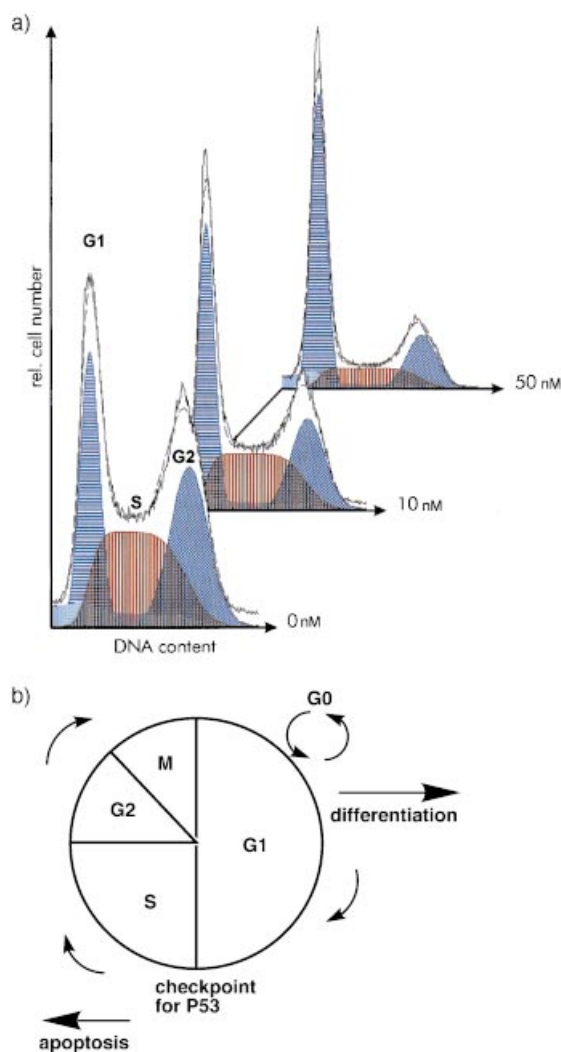 a)
rel. cell number
G1
S
G2
50 nM
10 nM
0 nM
DNA content
b)
G0
M
G2
G1
S
differentiation
checkpoint
for P53
apoptosis